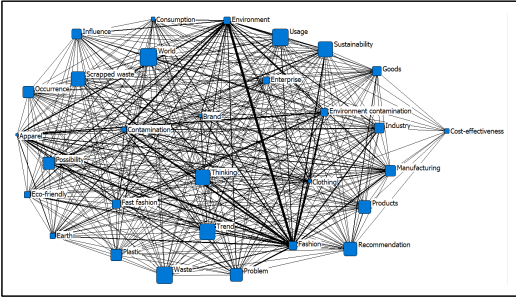 Consumption
Environment
Influence
Usage
Sustainability
World
Goods
Scrapped waste
Enterprise
Occurrence
Brand
Environment contamination
Contamination
Industry
Cost-effectiveness
Apparel
Possibility
Manufacturing
Thinking
Clothing
Eco-friendly
Fast fashion
Products
Trend
Earth
Fashion
Recommendation
Plastic
Waste
Problem